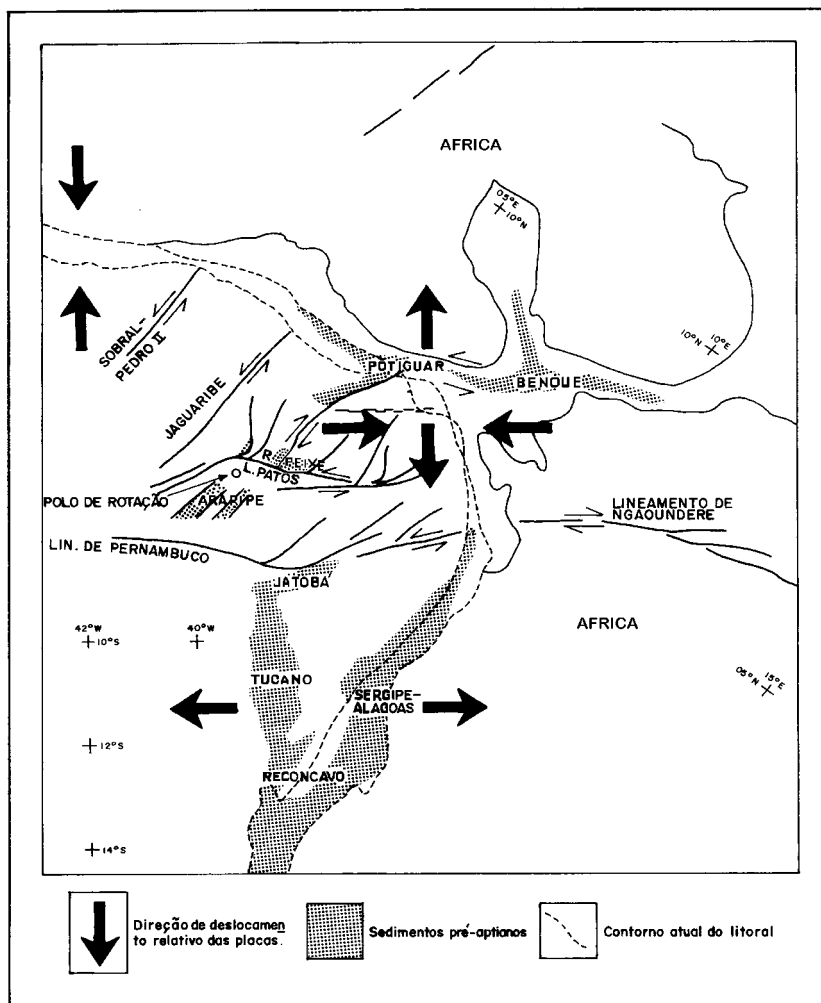 AFRICA
05°E
10°N
SOBRAL-
PEDRO II
10°N
10°E
POTIGUAR
BENOUE
JAGUARIBE
R. PEIXE
L. PATOS
POLO DE ROTAÇÃO
ARARIPE
LINEAMENTO DE
NGAOUNDERE
LIN. DE PERNAMBUCO
JATOBA
42°W
10°S
40°W
AFRICA
TUCANO
SERGIPE-
ALAGOAS
05°N
15°E
12°S
RECONCAVO
14°S
Direção de deslocamen
to relativo das placas.
Sedimentos pré-aptianos
Contorno atual do litoral